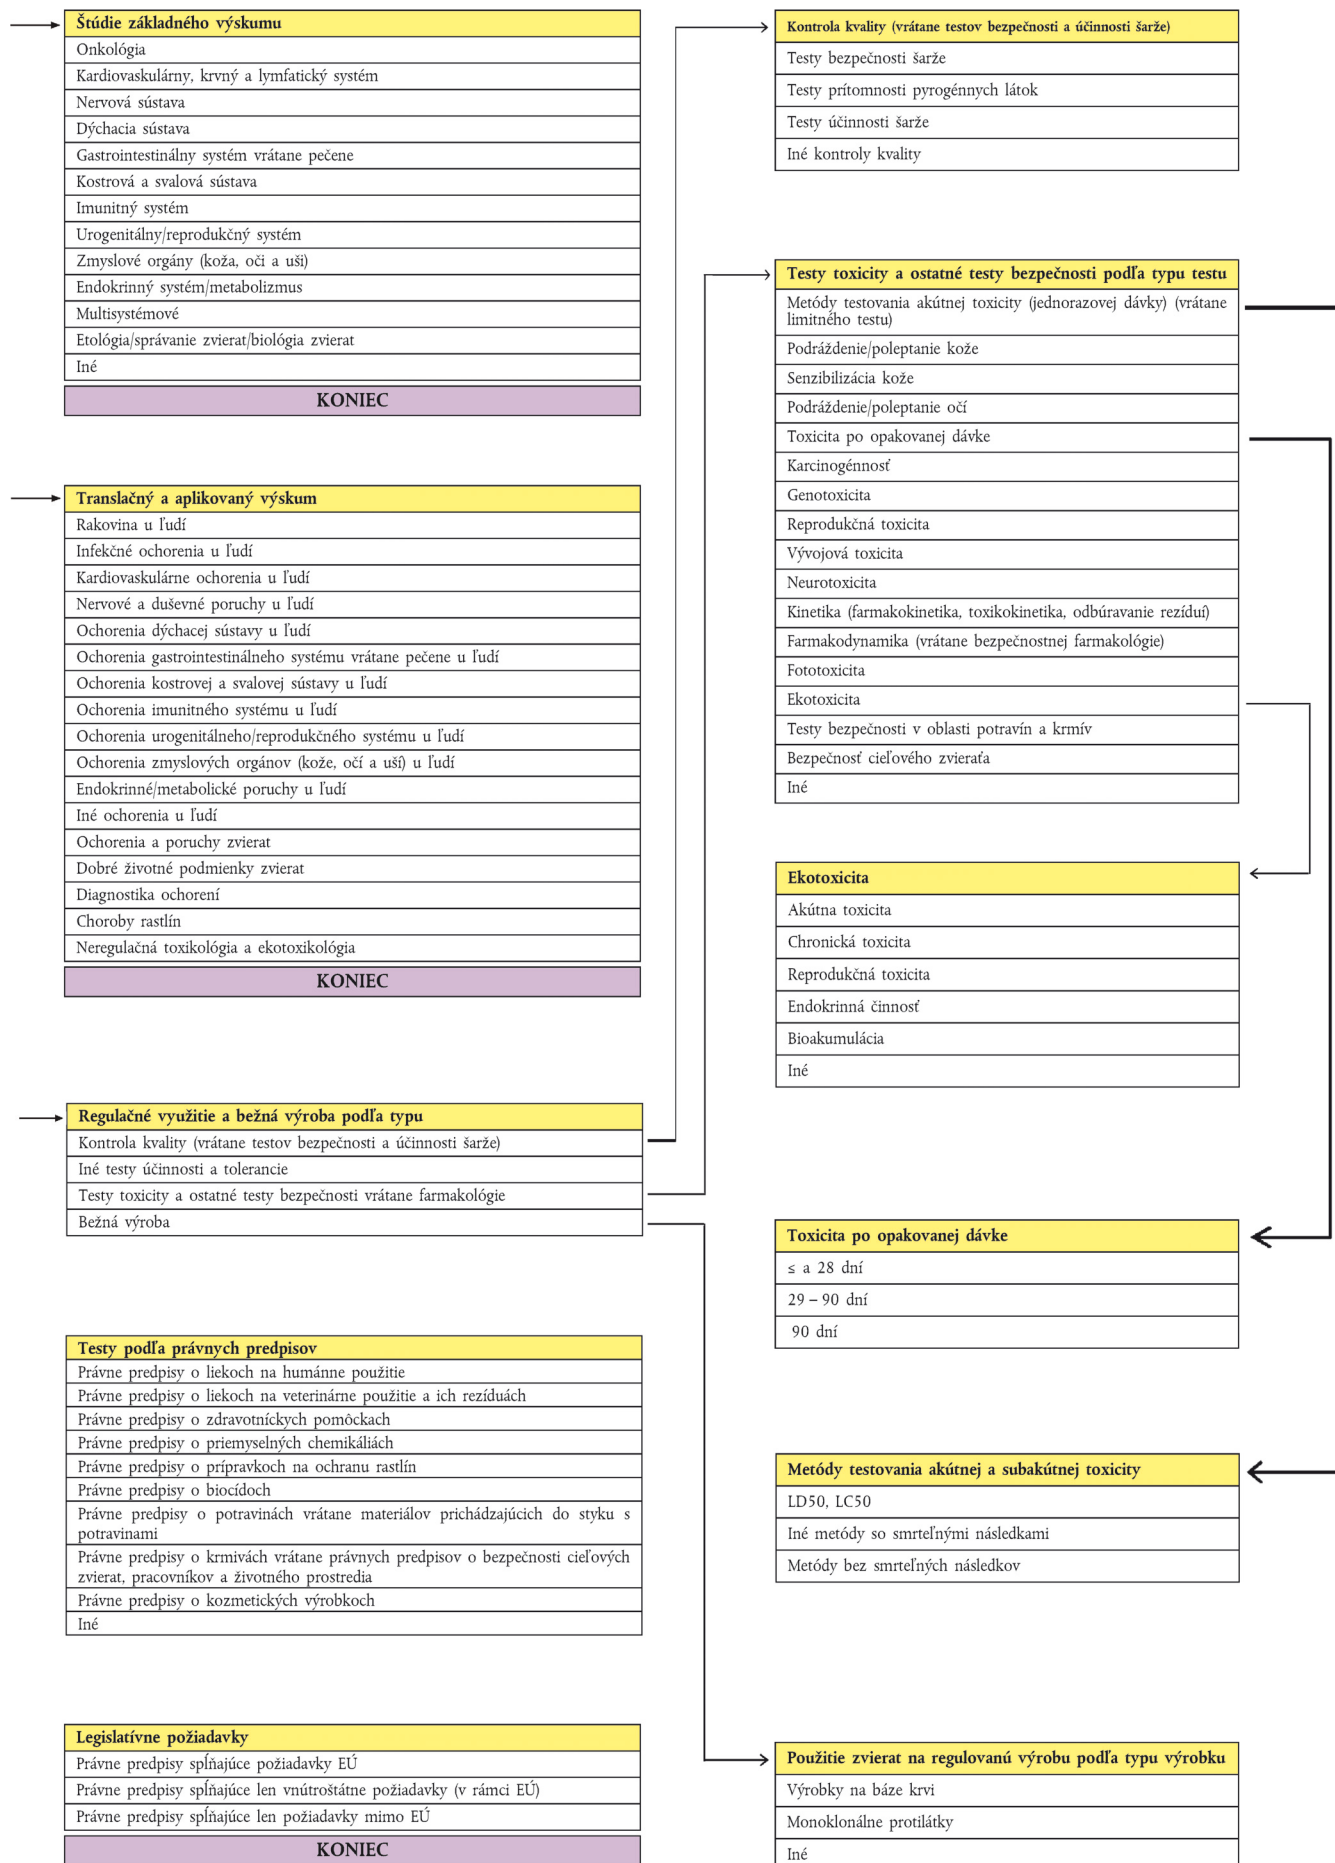 Štúdie základného výskumu
Onkológia
Kardiovaskulárny, krvný a lymfatický systém
Nervová sústava
Dýchacia sústava
Gastrointestinálny systém vrátane pečene
Kostrová a svalová sústava
Imunitný systém
Urogenitálny/reprodukčný systém
Zmyslové orgány (koža, oči a uši)
Endokrinný systém/metabolizmus
Multisystémové
Etológia/správanie zvierat/biológia zvierat
Iné
KONIEC
Translačný a aplikovaný výskum
Rakovina u ľudí
Infekčné ochorenia u ľudí
Kardiovaskulárne ochorenia u ľudí
Nervové a duševné poruchy u ľudí
Ochorenia dýchacej sústavy u ľudí
Ochorenia gastrointestinálneho systému vrátane pečene u ľudí
Ochorenia kostrovej a svalovej sústavy u ľudí
Ochorenia imunitného systému u ľudí
Ochorenia urogenitálneho/reprodukčného systému u ľudí
Ochorenia zmyslových orgánov (kože, očí a uší) u ľudí
Endokrinné/metabolické poruchy u ľudí
Iné ochorenia u ľudí
Ochorenia a poruchy zvierat
Dobré životné podmienky zvierat
Diagnostika ochorení
Choroby rastlín
Neregulačná toxikológia a ekotoxikológia
KONIEC
Regulačné využitie a bežná výroba podľa typu
Kontrola kvality (vrátane testov bezpečnosti a účinnosti šarže)
Iné testy účinnosti a tolerancie
Testy toxicity a ostatné testy bezpečnosti vrátane farmakológie
Bežná výroba
Testy podľa právnych predpisov
Právne predpisy o liekoch na humánne použitie
Právne predpisy o liekoch na veterinárne použitie a ich rezíduách
Právne predpisy o zdravotníckych pomôckach
Právne predpisy o priemyselných chemikáliách
Právne predpisy o prípravkoch na ochranu rastlín
Právne predpisy o biocídoch
Právne predpisy o potravinách vrátane materiálov prichádzajúcich do styku s
potravinami
Právne predpisy o krmivách vrátane právnych predpisov o bezpečnosti cieľových
zvierat, pracovníkov a životného prostredia
Právne predpisy o kozmetických výrobkoch
Iné
Legislatívne požiadavky
Právne predpisy spĺňajúce požiadavky EÚ
Právne predpisy spĺňajúce len vnútroštátne požiadavky (v rámci EÚ)
Právne predpisy spĺňajúce len požiadavky mimo EÚ
KONIEC
Kontrola kvality (vrátane testov bezpečnosti a účinnosti šarže)
Testy bezpečnosti šarže
Testy prítomnosti pyrogénnych látok
Testy účinnosti šarže
Iné kontroly kvality
Testy toxicity a ostatné testy bezpečnosti podľa typu testu
Metódy testovania akútnej toxicity (jednorazovej dávky) (vrátane
limitného testu)
Podráždenie/poleptanie kože
Senzibilizácia kože
Podráždenie/poleptanie očí
Toxicita po opakovanej dávke
Karcinogénnosť
Genotoxicita
Reprodukčná toxicita
Vývojová toxicita
Neurotoxicita
Kinetika (farmakokinetika, toxikokinetika, odbúravanie rezíduí)
Farmakodynamika (vrátane bezpečnostnej farmakológie)
Fototoxicita
Ekotoxicita
Testy bezpečnosti v oblasti potravín a krmív
Bezpečnosť cieľového zvieraťa
Iné
Ekotoxicita
Akútna toxicita
Chronická toxicita
Reprodukčná toxicita
Endokrinná činnosť
Bioakumulácia
Iné
Toxicita po opakovanej dávke
≤ a 28 dní
29 – 90 dní
90 dní
Metódy testovania akútnej a subakútnej toxicity
LD50, LC50
Iné metódy so smrteľnými následkami
Metódy bez smrteľných následkov
Použitie zvierat na regulovanú výrobu podľa typu výrobku
Výrobky na báze krvi
Monoklonálne protilátky
Iné